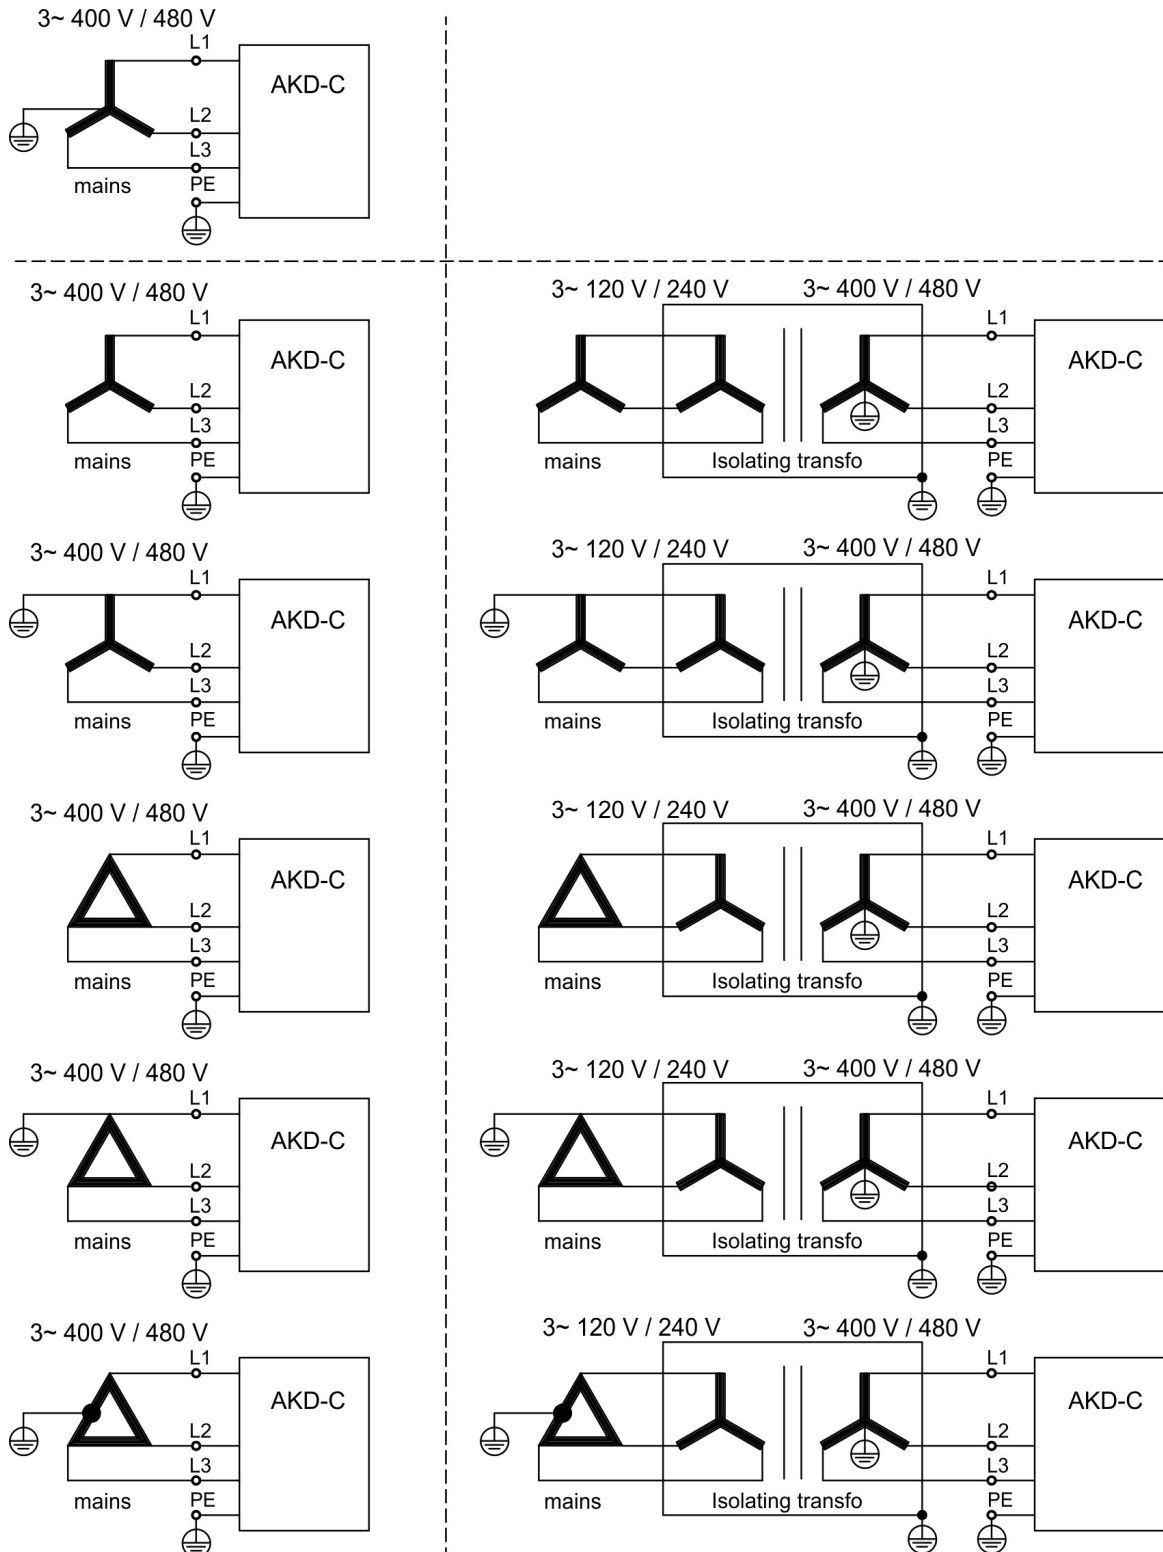 3~ 400 V / 480 V
L1
AKD-C
L2
L3
mains
PE
3~ 400 V / 480 V
L1
AKD-C
L2
L3
mains
PE
3~ 120 V / 240 V
3~ 400 V / 480 V
L1
AKD-C
L2
L3
mains
Isolating transfo
PE
3~ 400 V / 480 V
L1
AKD-C
L2
L3
mains
PE
3~ 120 V / 240 V
3~ 400 V / 480 V
L1
AKD-C
L2
L3
mains
Isolating transfo
PE
3~ 400 V / 480 V
L1
AKD-C
L2
L3
mains
PE
3~ 120 V / 240 V
3~ 400 V / 480 V
L1
AKD-C
L2
L3
mains
Isolating transfo
PE
3~ 400 V / 480 V
L1
AKD-C
L2
L3
mains
PE
3~ 120 V / 240 V
3~ 400 V / 480 V
L1
AKD-C
L2
L3
mains
Isolating transfo
PE
3~ 400 V / 480 V
L1
AKD-C
L2
L3
mains
PE
3~ 120 V / 240 V
3~ 400 V / 480 V
L1
AKD-C
L2
L3
mains
Isolating transfo
PE